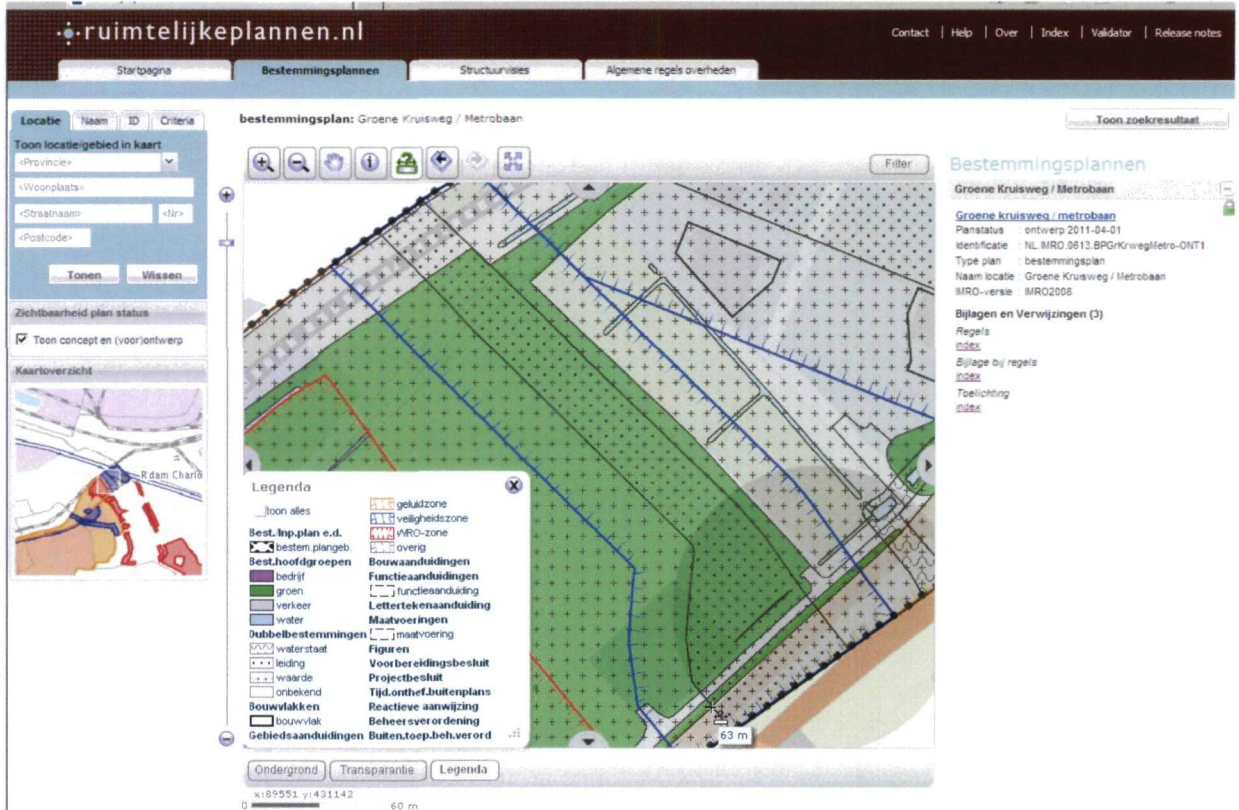 ruimtelijkeplannen.nl
Contact | Help | Over | Index | Validator | Release notes
Startpagina
Bestemmingsplannen
Structuurvisies
Algemene regels overheden
Locatie
Naam
ID
Criteria
bestemmingsplan: Groene Kruisweg / Metrobaan
Toon zoekresultaat
Toon locatie/gebied in kaart
<Provincie>
<Woonplaats>
<Straatnaam>
<Nr>
<Postcode>
Tonen
Wissen
Zichtbaarheid plan status
Toon concept en (voor)ontwerp
Kaartoverzicht
R'dam Charlo
Filter
Bestemmingsplannen
Groene Kruisweg / Metrobaan
Groene kruisweg / metrobaan
Planstatus : ontwerp 2011-04-01
Identificatie : NL.IMRO.0613.BPGrKrwegMetro-ONT1
Type plan : bestemmingsplan
Naam locatie : Groene Kruisweg / Metrobaan
IMRO-versie : IMRO2008
Bijlagen en Verwijzingen (3)
Regels
index
Bijlage bij regels
index
Toelichting
index
Legenda
toon alles
Best./Inp.plan e.d.
bestem.plangeb.
Best.hoofdgroepen
bedrijf
groen
verkeer
water
Dubbelbestemmingen
waterstaat
leiding
waarde
onbekend
Bouwvlakken
bouwvlak
Gebiedsaanduidingen
geluidzone
veiligheidszone
WRO-zone
overig
Bouwaanduidingen
Functieaanduidingen
functieaanduiding
Lettertekenaanduiding
Maatvoeringen
maatvoering
Figuren
Voorbereidingsbesluit
Projectbesluit
Tijd.onthef.buitenplans
Reactieve aanwijzing
Beheersverordening
Buiten.toep.beh.verord
63 m
Ondergrond
Transparantie
Legenda
x:89551 y:431142
0
60 m